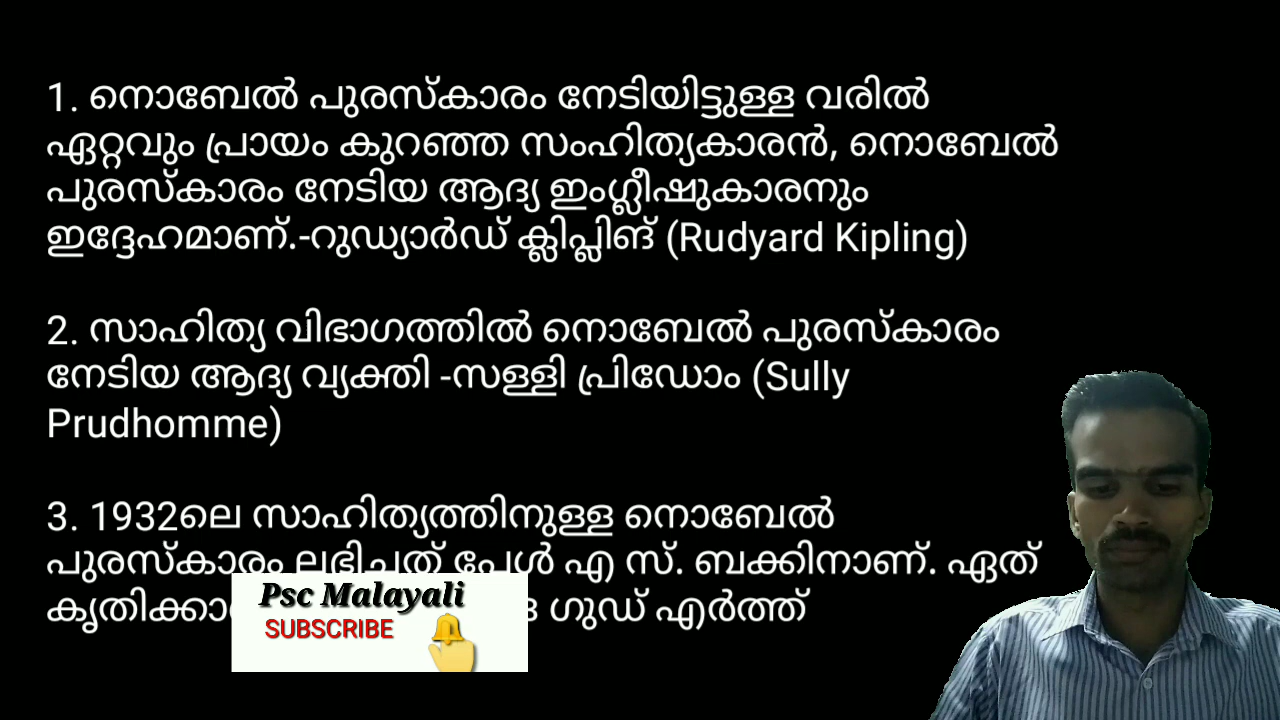 1. നൊബേൽ പുരസ്കാരം നേടിയിട്ടുള്ള വരിൽ
ഏറ്റവും പ്രായം കുറഞ്ഞ സംഹിത്യകാരൻ, നൊബേൽ
പുരസ്കാരം നേടിയ ആദ്യ ഇംഗ്ലീഷുകാരനും
ഇദ്ദേഹമാണ്.-റുഡ്യാർഡ് ക്ലിപ്ലിങ് (Rudyard Kipling)
2. സാഹിത്യ വിഭാഗത്തിൽ നൊബേൽ പുരസ്കാരം
നേടിയ ആദ്യ വ്യക്തി -സള്ളി പ്രിഡോം (Sully
Prudhomme)
3. 1932ലെ സാഹിത്യത്തിനുള്ള നൊബേൽ
പുരസ്കാരം ലഭിച്ചത് പേൾ എ സ്. ബക്കിനാണ്. ഏത്
ഗുഡ് എർത്ത്
Psc Malayali
SUBSCRIBE